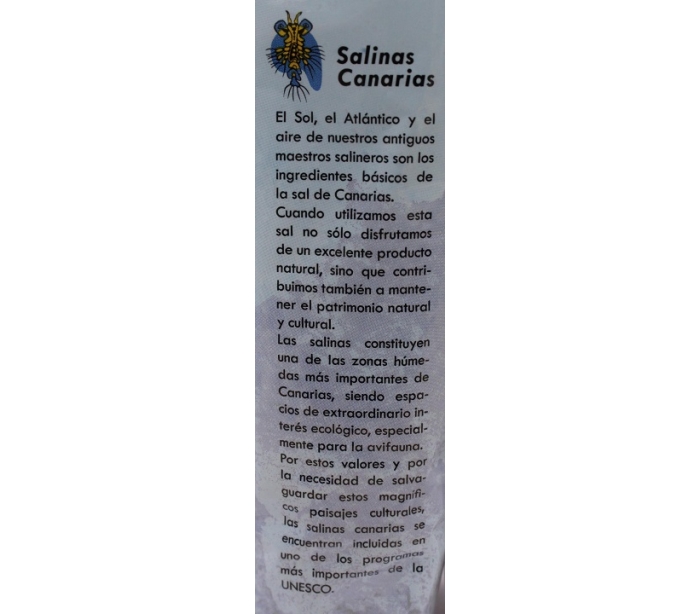 Salinas
Canarias
El Sol, el Atlántico y el
aire de nuestros antiguos
maestros salineros son los
ingredientes básicos de
la sal de Canarias.
Cuando utilizamos esta
sal no sólo disfrutamos
de un excelente producto
natural, sino que contri-
buimos también a mante-
ner el patrimonio natural
y cultural.
Las salinas constituyen
una de las zonas húme-
das más importantes de
Canarias, siendo espa-
cios de extraordinario in-
terés ecológico, especial-
mente para la avifauna.
Por estos valores y por
la necesidad de salva-
guardar estos magnífi-
cos paisajes culturales,
las salinas canarias se
encuentran incluidas en
uno de los programas
más importantes de la
UNESCO.